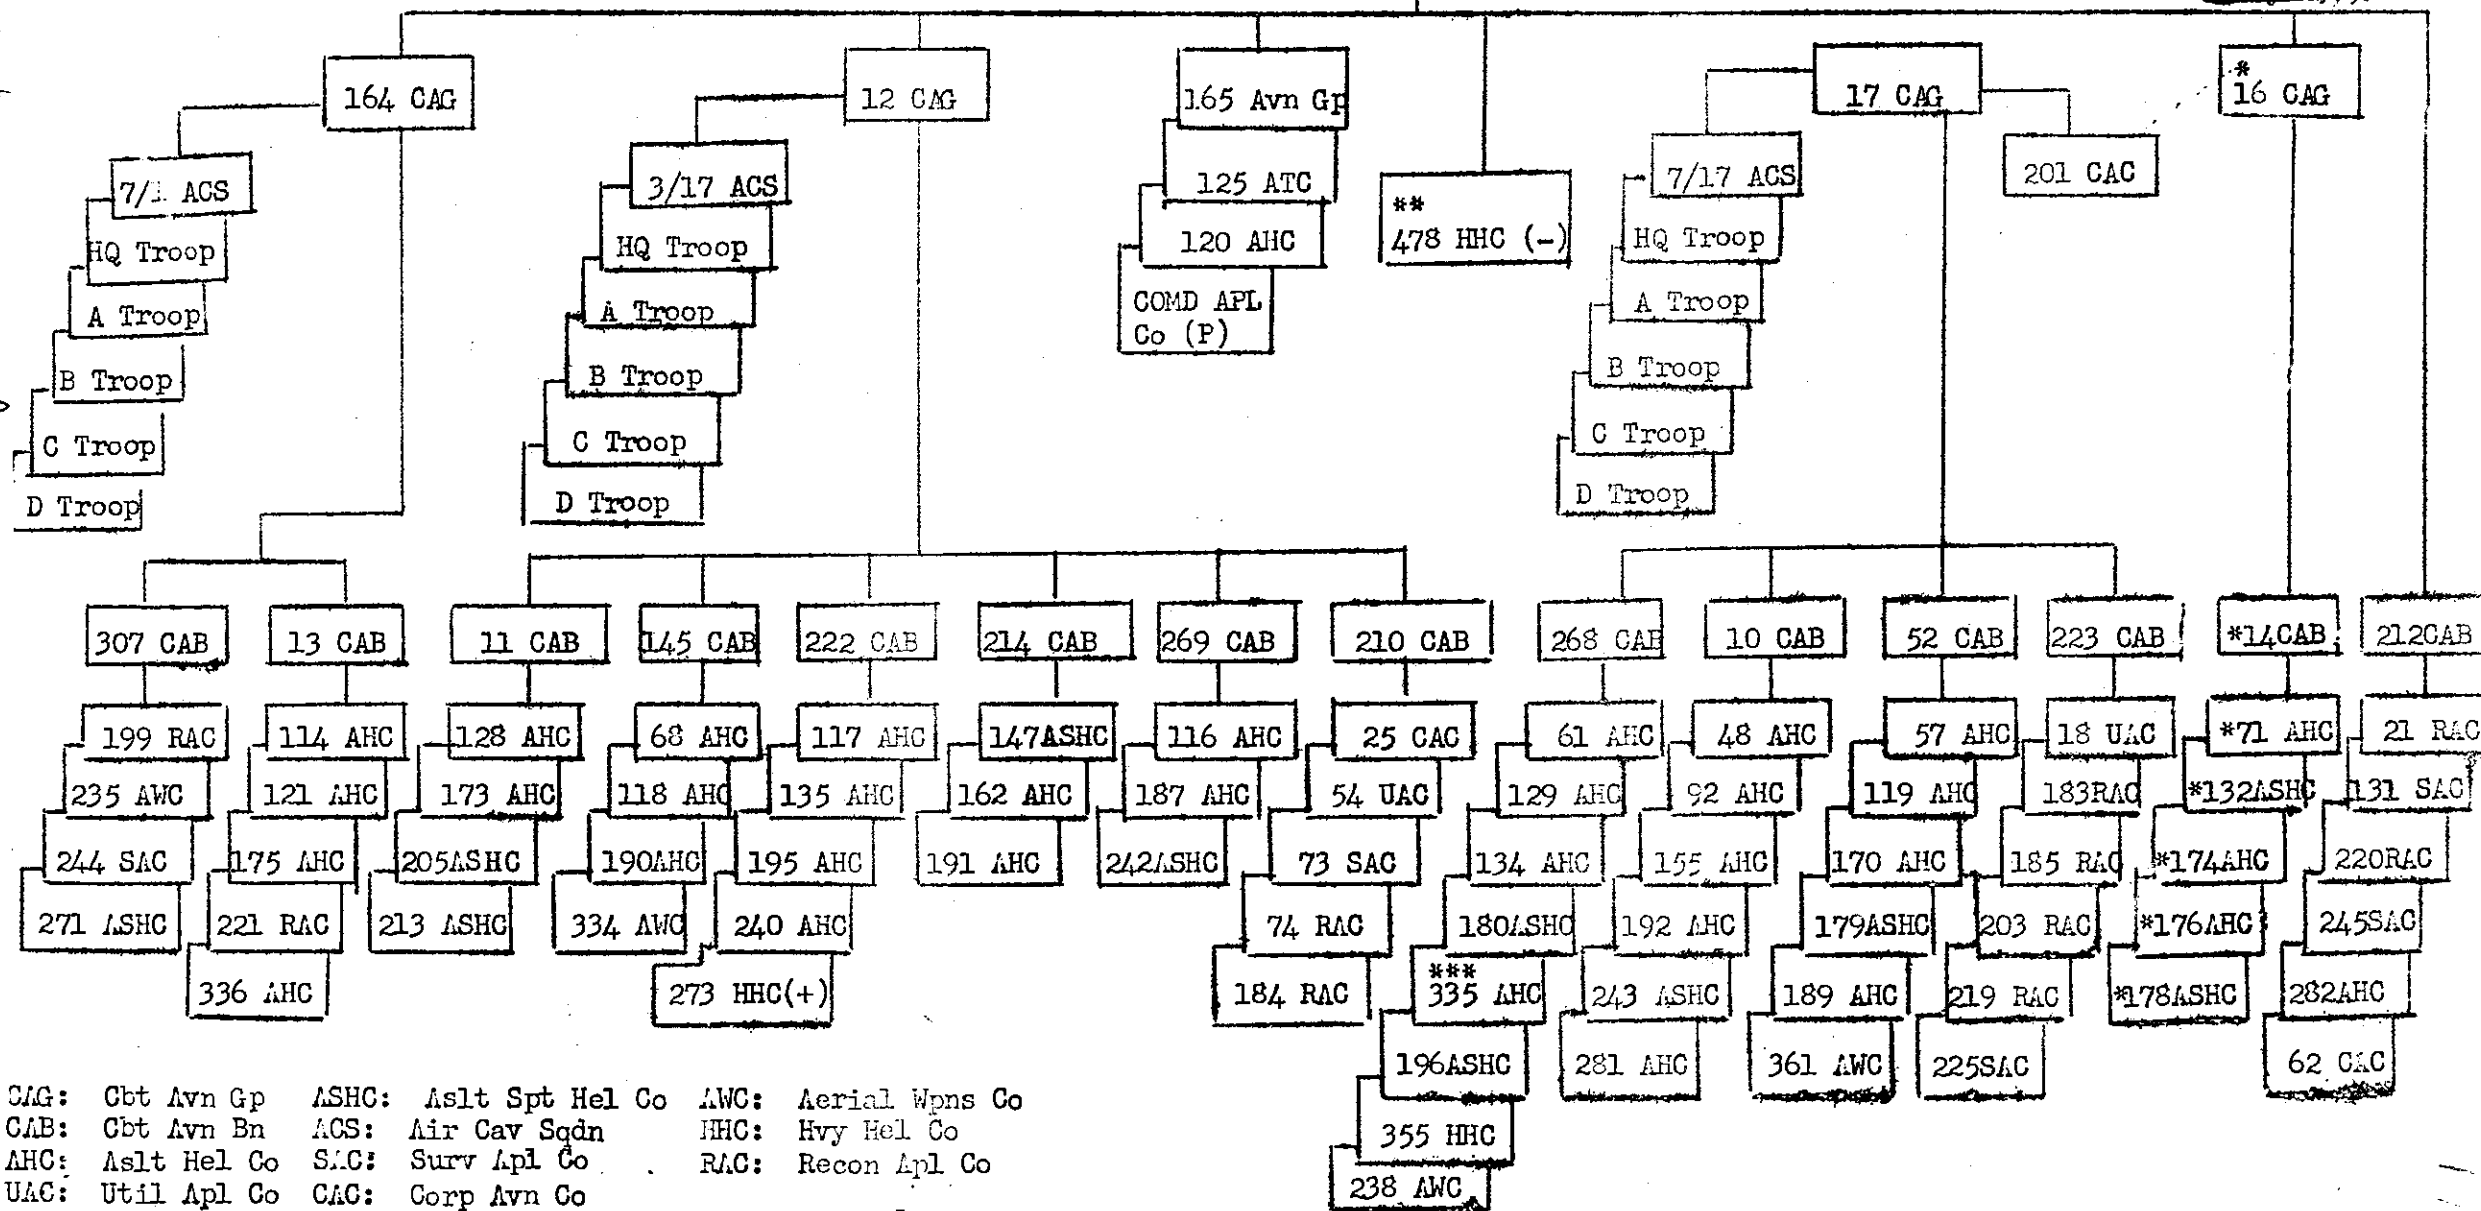 164 CAG
12 CAG
165 Avn Gp
17 CAG
*
16 CAG
7/1 ACS
HQ Troop
A Troop
B Troop
C Troop
D Troop
3/17 ACS
HQ Troop
A Troop
B Troop
C Troop
D Troop
125 ATC
120 AHC
COMD APL
Co (P)
**
478 HHC (-)
7/17 ACS
HQ Troop
A Troop
B Troop
C Troop
D Troop
201 CAC
307 CAB
199 RAC
235 AWC
244 SAC
271 ASHC
13 CAB
114 AHC
121 AHC
175 AHC
221 RAC
336 AHC
11 CAB
128 AHC
173 AHC
205ASHC
213 ASHC
145 CAB
68 AHC
118 AHC
190AHC
334 AWC
222 CAB
117 AHC
135 AHC
195 AHC
240 AHC
273 HHC(+)
214 CAB
147ASHC
162 AHC
191 AHC
269 CAB
116 AHC
187 AHC
242ASHC
210 CAB
25 CAC
54 UAC
73 SAC
74 RAC
184 RAC
268 CAB
61 AHC
129 AHC
134 AHC
180ASHC
***
335 AHC
196ASHC
355 HHC
238 AWC
10 CAB
48 AHC
92 AHC
155 AHC
192 AHC
243 ASHC
281 AHC
52 CAB
57 AHC
119 AHC
170 AHC
179ASHC
189 AHC
361 AWC
223 CAB
18 UAC
183RAC
185 RAC
203 RAC
219 RAC
225SAC
*14CAB
*71 AHC
*132ASHC
*174AHC
*176AHC
*178ASHC
212CAB
21 RAC
131 SAC
220RAC
245SAC
282AHC
62 CAC
CAG: Cbt Avn Gp ASHC: Aslt Spt Hel Co AWC: Aerial Wpns Co
CAB: Cbt Avn Bn ACS: Air Cav Sqdn HHC: Hvy Hel Co
AHC: Aslt Hel Co SAC: Surv Apl Co RAC: Recon Apl Co
UAC: Util Apl Co CAC: Corp Avn Co